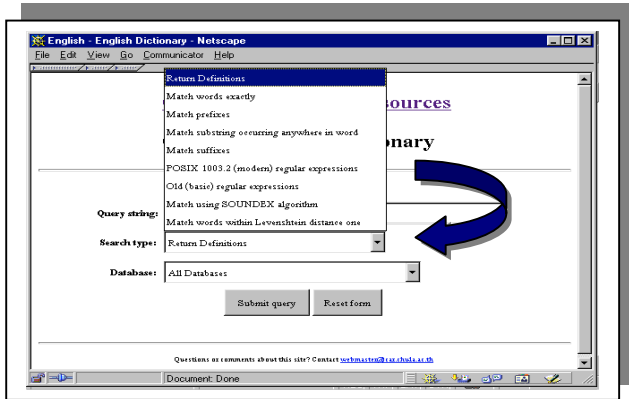 English - English Dictionary - Netscape
File Edit View Go Communicator Help
Return Definitions
Match words exactly
sources
Match prefixes
Match substring occurring anywhere in word
onary
Match suffixes
POSIX 1003.2 (modern) regular expressions
Old (basic) regular expressions
Match using SOUNDEX algorithm
Query string:
Match words within Levenshtein distance one
Search type: Return Definitions
Database: All Databases
Submit query Reset form
Questions or comments about this site? Contact webmaster@car.chula.ac.th
Document: Done